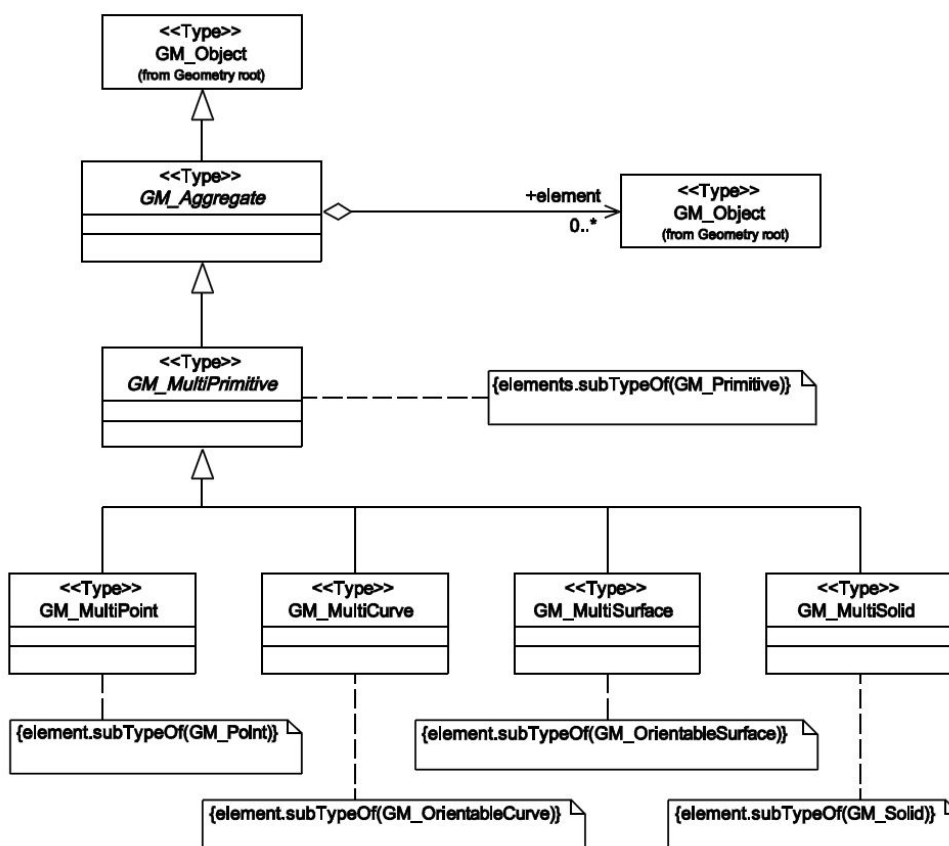 <<Type>>
GM_Object
(from Geometry root)
<<Type>>
GM_Aggregate
+element
0..*
<<Type>>
GM_Object
(from Geometry root)
<<Type>>
GM_MultiPrimitive
{elements.subTypeOf(GM_Primitive)}
<<Type>>
GM_MultiPoint
<<Type>>
GM_MultiCurve
<<Type>>
GM_MultiSurface
<<Type>>
GM_MultiSolid
{element.subTypeOf(GM_Point)}
{element.subTypeOf(GM_OrientableSurface)}
{element.subTypeOf(GM_OrientableCurve)}
{element.subTypeOf(GM_Solid)}